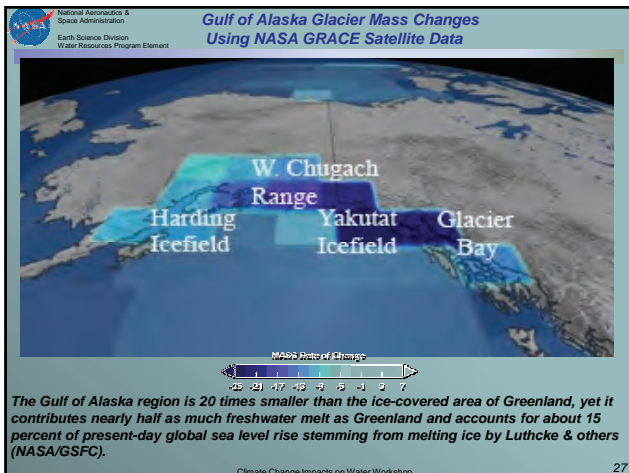 National Aeronautics &
Space Administration
Earth Science Division
Water Resources Program Element
Gulf of Alaska Glacier Mass Changes
Using NASA GRACE Satellite Data
W. Chugach
Range
Harding
Icefield
Yakutat
Icefield
Glacier
Bay
MASS Rate of Change
-25 -21 -17 -13 -9 -5 -1 3 7
The Gulf of Alaska region is 20 times smaller than the ice-covered area of Greenland, yet it
contributes nearly half as much freshwater melt as Greenland and accounts for about 15
percent of present-day global sea level rise stemming from melting ice by Luthcke & others
(NASA/GSFC).
Climate Change Impacts on Water Workshop
27